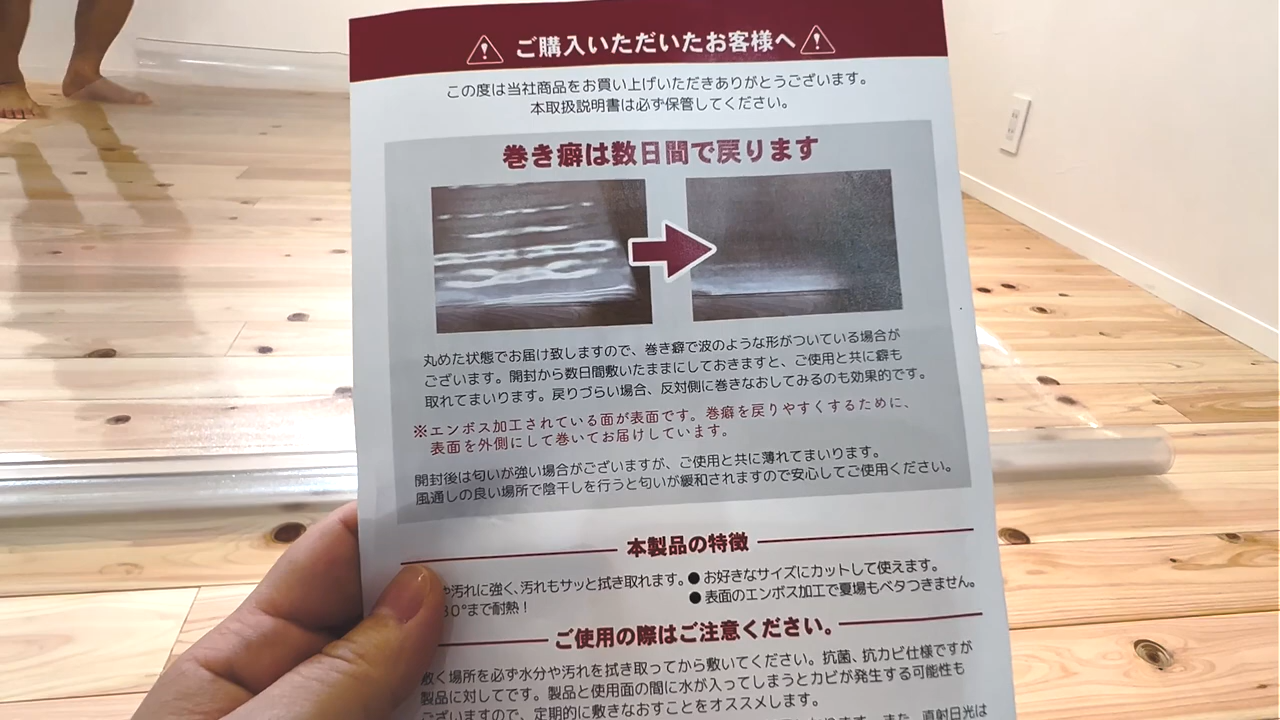 ご購入いただいたお客様へ
この度は当社商品をお買い上げいただきありがとうございます。
本取扱説明書は必ず保管してください。
巻き癖は数日間で戻ります
丸めた状態でお届け致しますので、巻き癖で波のような形がついている場合が
ございます。開封から数日間敷いたままにしておきますと、ご使用と共に癖も
取れてまいります。戻りづらい場合、反対側に巻きなおしてみるのも効果的です。
※エンボス加工されている面が表面です。巻癖を戻りやすくするために、
表面を外側にして巻いてお届けしています。
開封後は匂いが強い場合がございますが、ご使用と共に薄れてまいります。
風通しの良い場所で陰干しを行うと匂いが緩和されますので安心してご使用ください。
本製品の特徴
や汚れに強く、汚れもサッと拭き取れます。
●お好きなサイズにカットして使えます。
0°まで耐熱！
●表面のエンボス加工で夏場もベタつきません。
ご使用の際はご注意ください。
敷く場所を必ず水分や汚れを拭き取ってから敷いてください。抗菌、抗カビ仕様ですが
製品に対してです。製品と使用面の間に水が入ってしまうとカビが発生する可能性も
ございますので、定期的に敷きなおすことをオススメします。
また、直射日光は